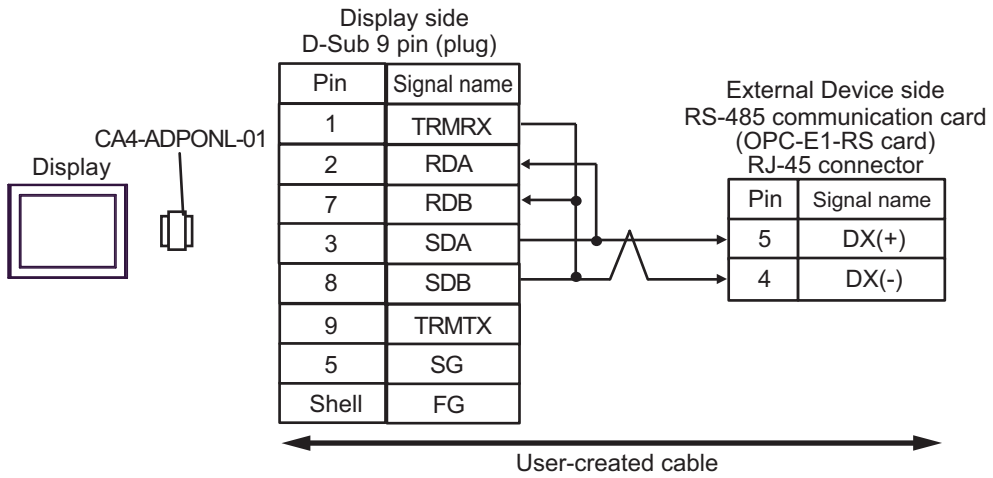 Display side
D-Sub 9 pin (plug)
Pin Signal name
1 TRMRX
2 RDA
7 RDB
3 SDA
8 SDB
9 TRMTX
5 SG
Shell FG
CA4-ADPONL-01
Display
External Device side
RS-485 communication card
(OPC-E1-RS card)
RJ-45 connector
Pin Signal name
5 DX(+)
4 DX(-)
User-created cable